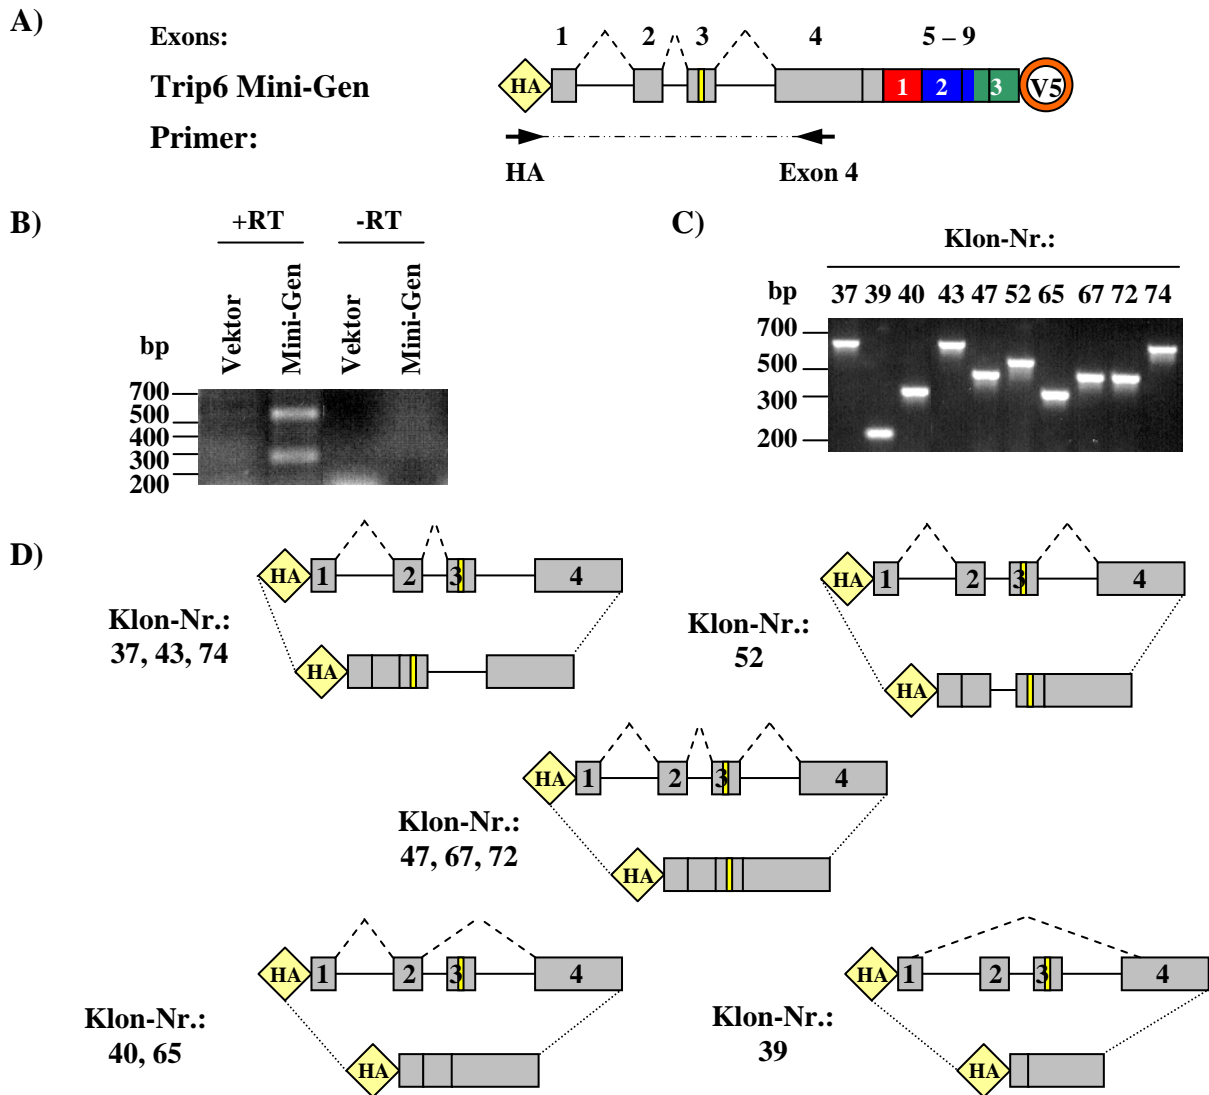 A)
Exons: 1 2 3 4 5 – 9
Trip6 Mini-Gen HA 1 2 3 V5
Primer:
HA Exon 4
B)
+RT -RT
Vektor Mini-Gen Vektor Mini-Gen
bp
700
500
400
300
200
C)
Klon-Nr.:
bp 37 39 40 43 47 52 65 67 72 74
700
500
300
200
D)
HA 1 2 3 4
Klon-Nr.:
37, 43, 74
HA
HA 1 2 3 4
Klon-Nr.:
52
HA
HA 1 2 3 4
Klon-Nr.:
47, 67, 72
HA
HA 1 2 3 4
Klon-Nr.:
40, 65
HA
HA 1 2 3 4
Klon-Nr.:
39
HA